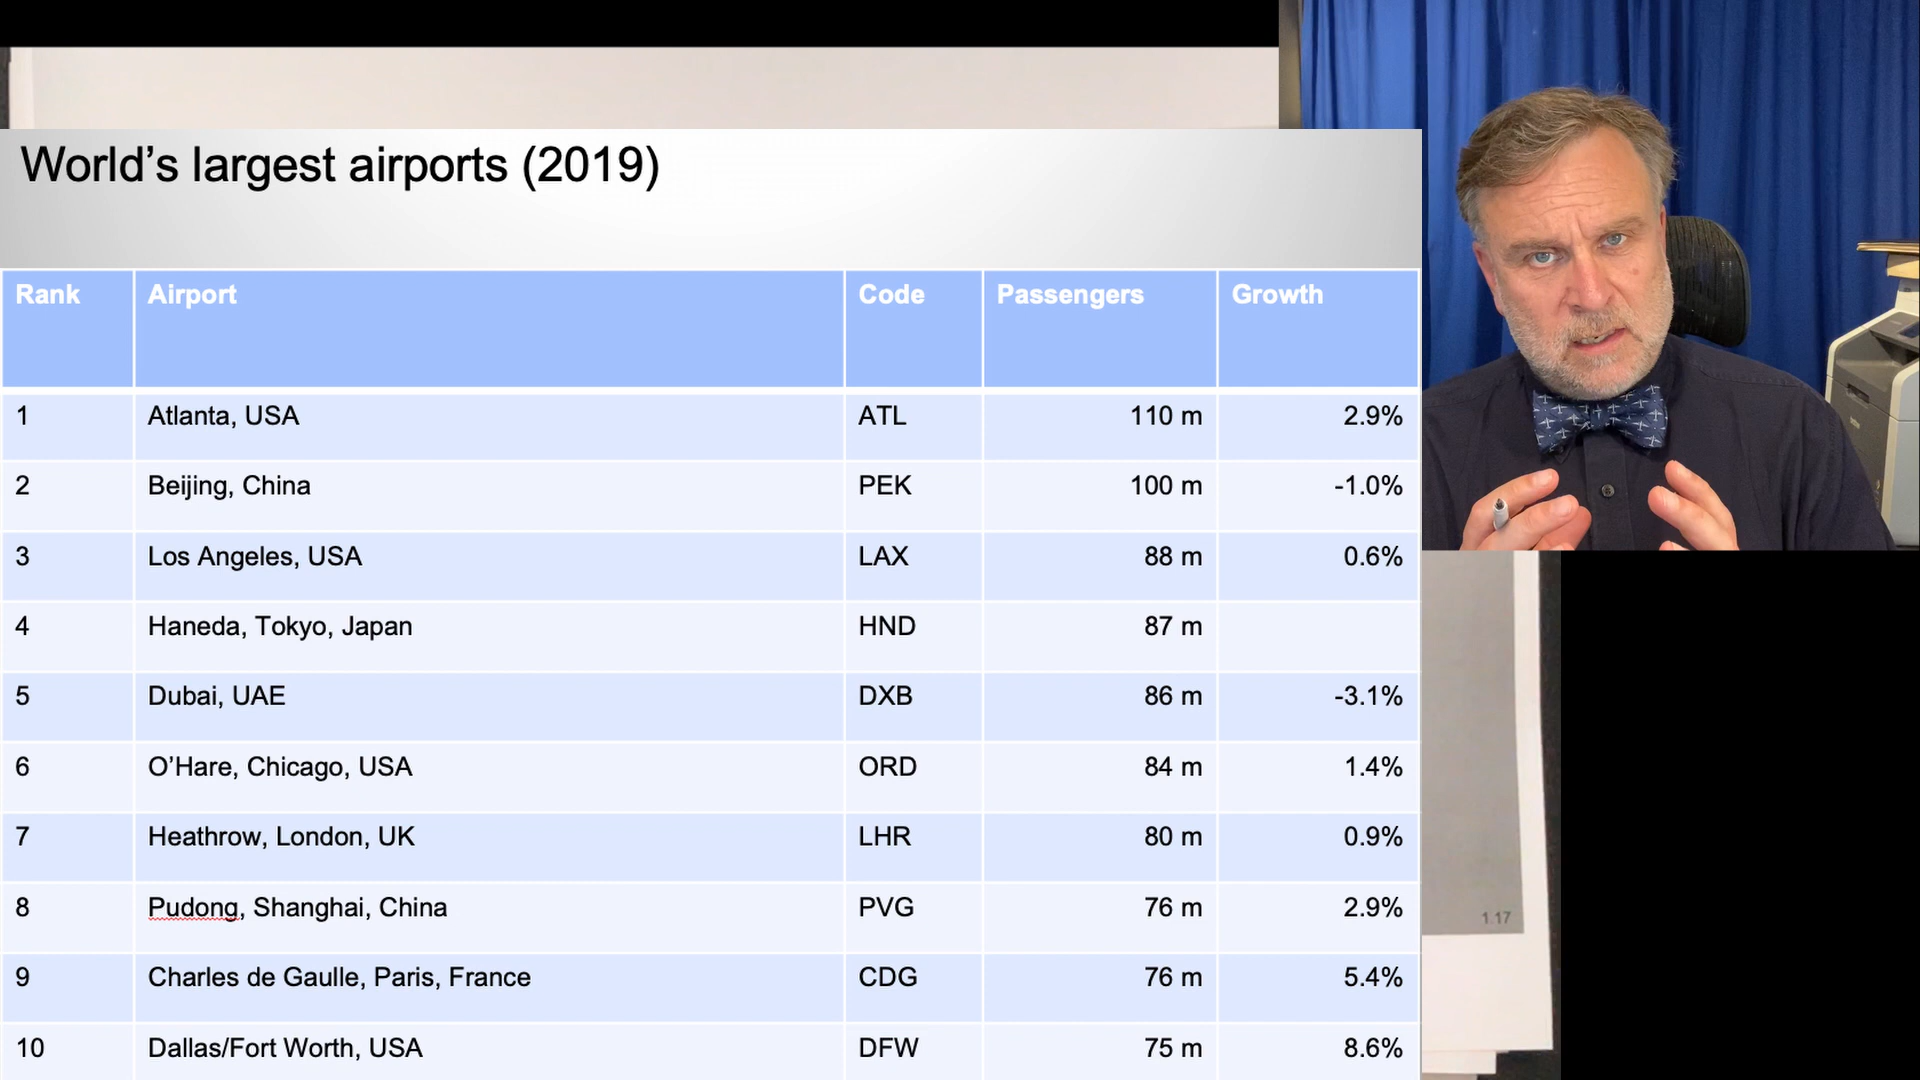 World’s largest airports (2019)
Rank Airport Code Passengers Growth
1 Atlanta, USA ATL 110 m 2.9%
2 Beijing, China PEK 100 m -1.0%
3 Los Angeles, USA LAX 88 m 0.6%
4 Haneda, Tokyo, Japan HND 87 m
5 Dubai, UAE DXB 86 m -3.1%
6 O’Hare, Chicago, USA ORD 84 m 1.4%
7 Heathrow, London, UK LHR 80 m 0.9%
8 Pudong, Shanghai, China PVG 76 m 2.9%
9 Charles de Gaulle, Paris, France CDG 76 m 5.4%
10 Dallas/Fort Worth, USA DFW 75 m 8.6%
1.17